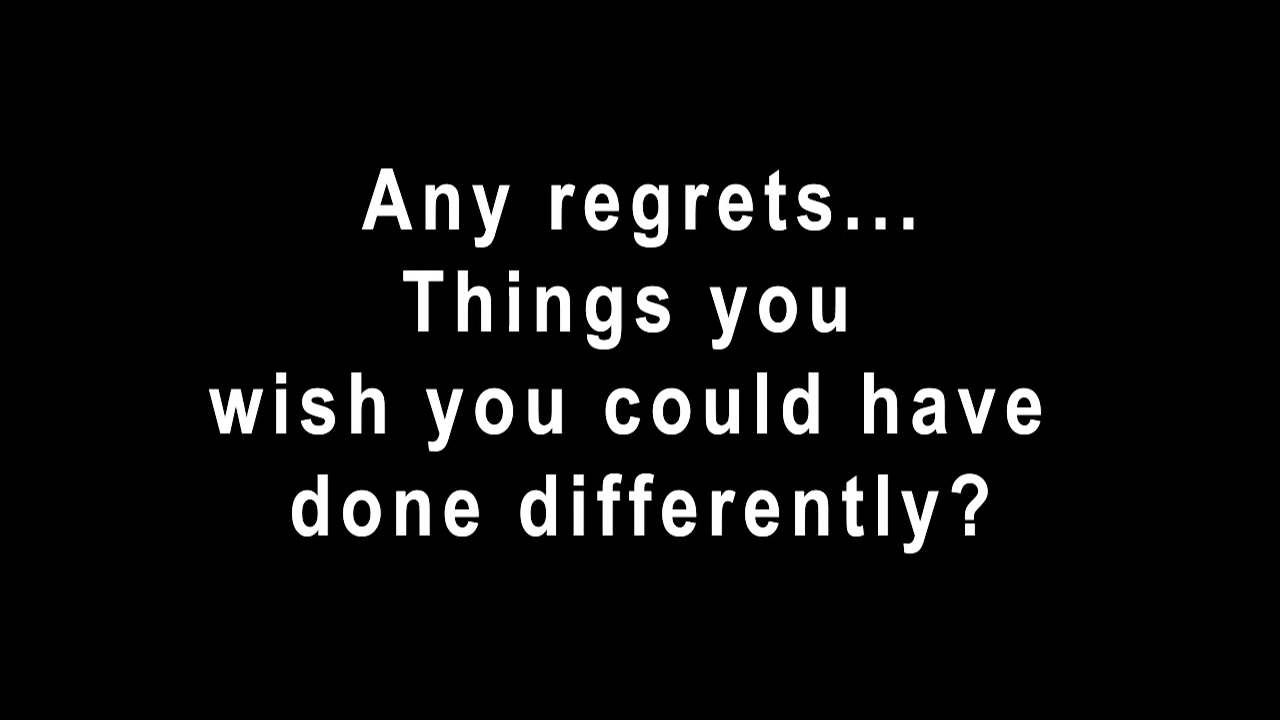 Any regrets...
Things you
wish you could have
done differently?